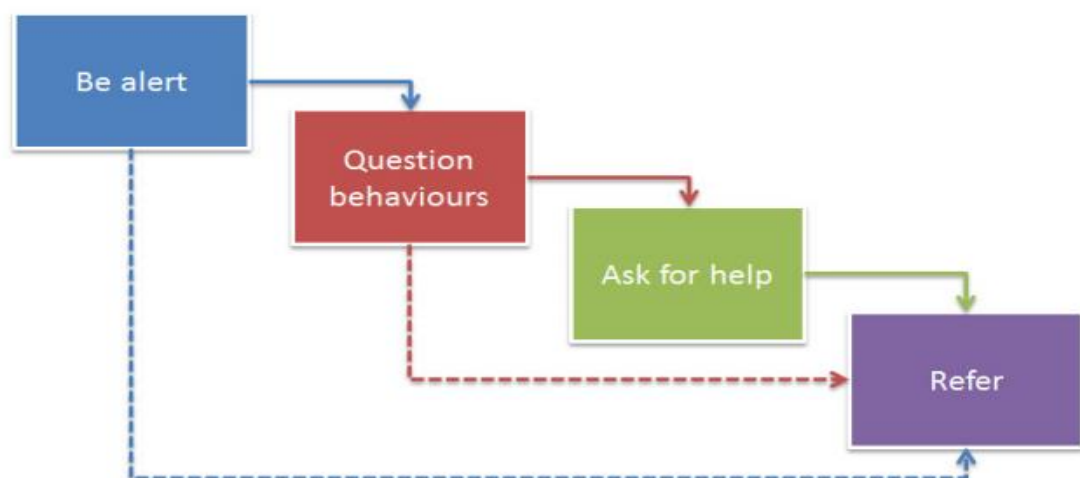 Be alert
Question
behaviours
Ask for help
Refer